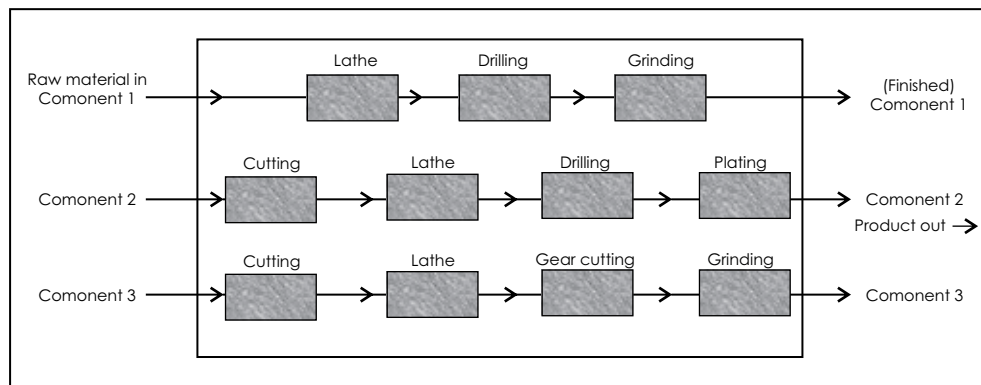 Lathe Drilling Grinding
Raw material in
Comonent 1
(Finished)
Comonent 1
Cutting Lathe Drilling Plating
Comonent 2
Comonent 2
Product out
Cutting Lathe Gear cutting Grinding
Comonent 3
Comonent 3